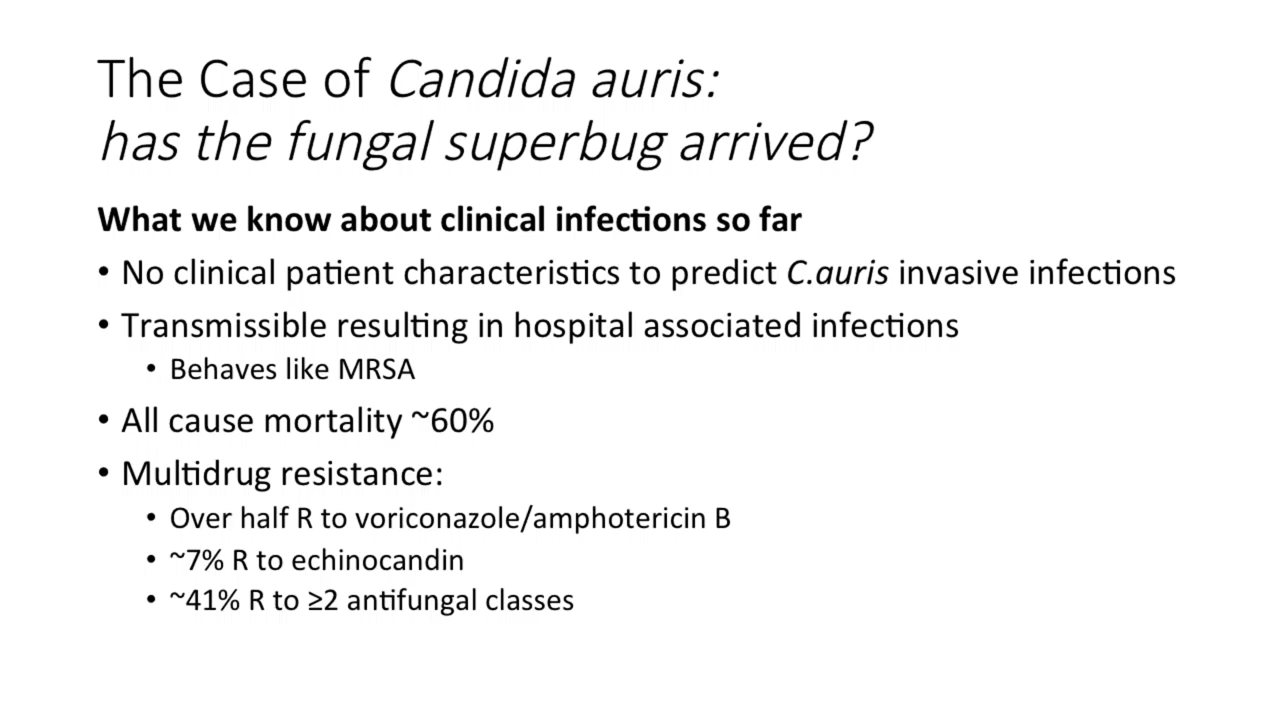 The Case of Candida auris:
has the fungal superbug arrived?
What we know about clinical infections so far
• No clinical patient characteristics to predict C.auris invasive infections
• Transmissible resulting in hospital associated infections
• Behaves like MRSA
• All cause mortality ~60%
• Multidrug resistance:
• Over half R to voriconazole/amphotericin B
• ~7% R to echinocandin
• ~41% R to ≥2 antifungal classes